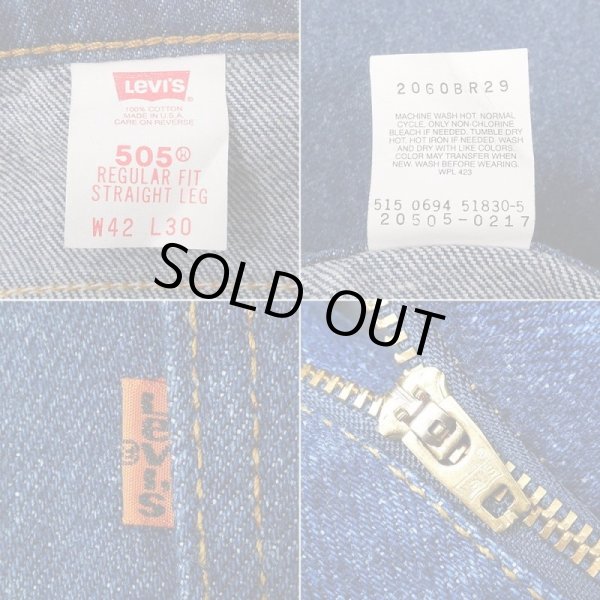 LEVI'S ®
100% COTTON
MADE IN U.S.A.
CARE ON REVERSE
505®
REGULAR FIT
STRAIGHT LEG
W42 L30
2060BR29
MACHINE WASH HOT. NORMAL
CYCLE, ONLY NON-CHLORINE
BLEACH IF NEEDED. TUMBLE DRY
HOT. HOT IRON IF NEEDED. WASH
AND DRY WITH LIKE COLORS.
COLOR MAY TRANSFER WHEN
NEW. WASH BEFORE WEARING.
WPL 423
515 0694 51830-5
20505-0217
SOLD OUT
LEVI'S ®